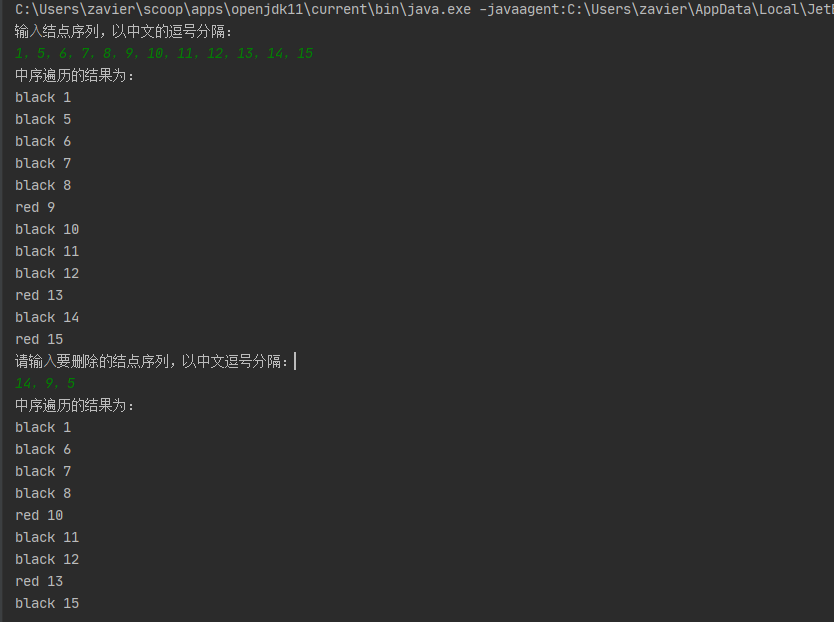 C:\Users\zavier\scoop\apps\openjdk11\current\bin\java.exe -javaagent:C:\Users\zavier\AppData\Local\Jet
输入结点序列，以中文的逗号分隔：
1，5，6，7，8，9，10，11，12，13，14，15
中序遍历的结果为：
black 1
black 5
black 6
black 7
black 8
red 9
black 10
black 11
black 12
red 13
black 14
red 15
请输入要删除的结点序列，以中文逗号分隔：
14，9，5
中序遍历的结果为：
black 1
black 6
black 7
black 8
red 10
black 11
black 12
red 13
black 15